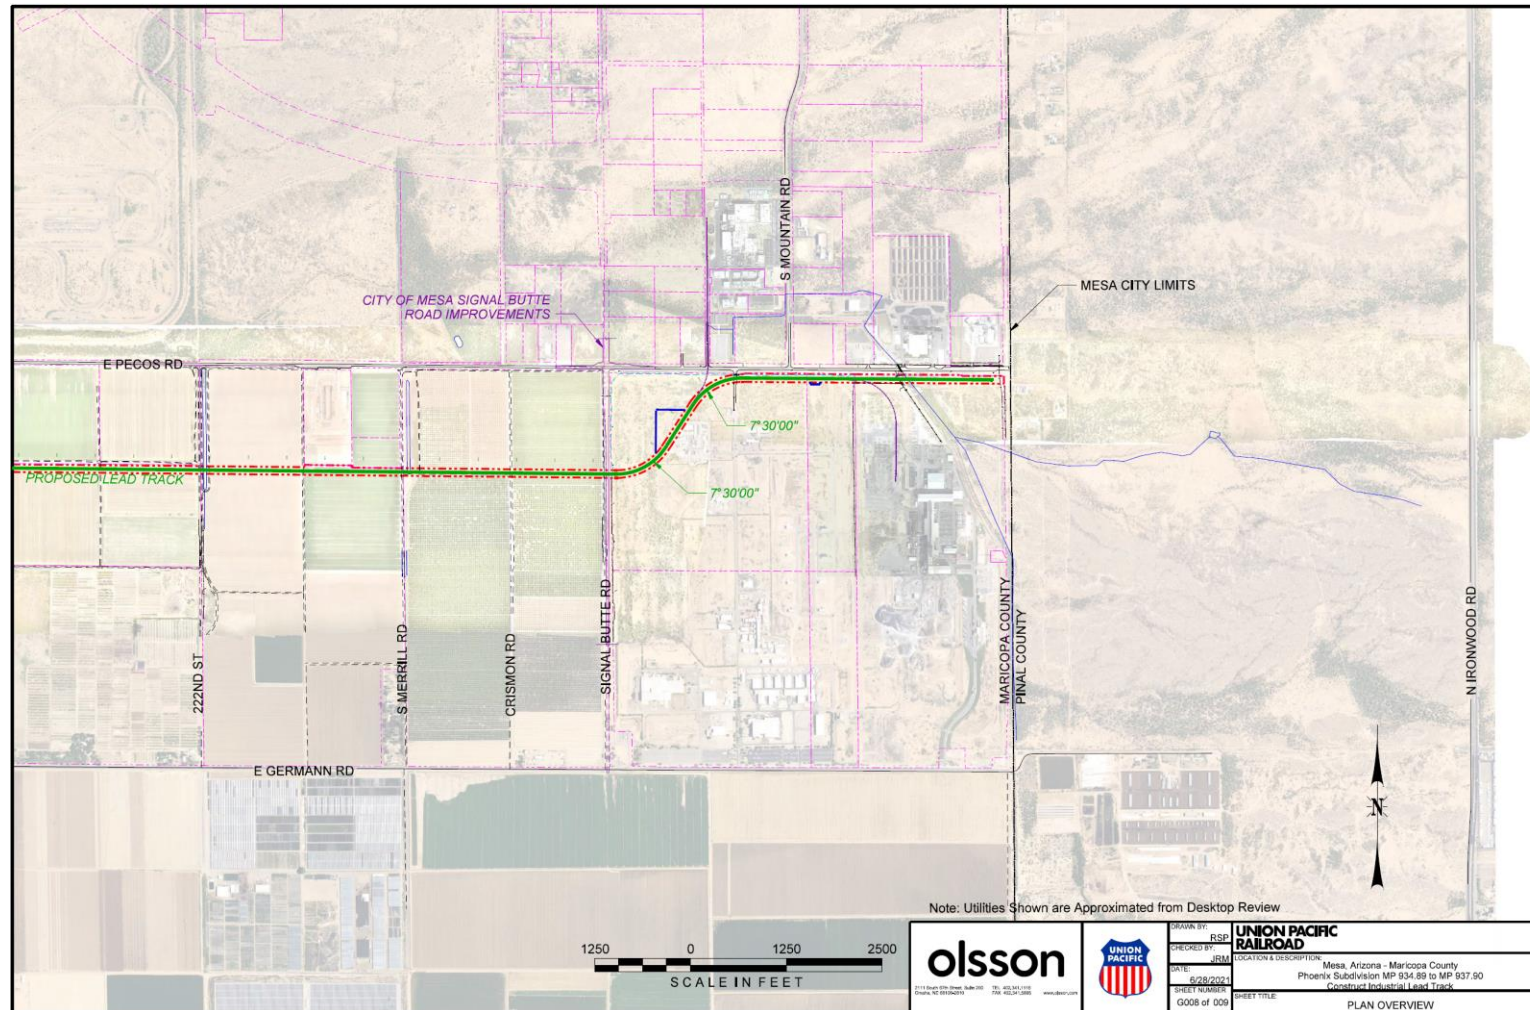 S MOUNTAIN RD
MESA CITY LIMITS
CITY OF MESA SIGNAL BUTTE
ROAD IMPROVEMENTS
E PECOS RD
7°30'00"
PROPOSED LEAD TRACK
7°30'00"
222ND ST
S MERRILL RD
CRISMON RD
SIGNAL BUTTE RD
MARICOPA COUNTY
PINAL COUNTY
N IRONWOOD RD
E GERMANN RD
N
Note: Utilities Shown are Approximated from Desktop Review
1250 0 1250 2500
SCALE IN FEET
olsson
www.olsson.com
UNION
PACIFIC
DRAWN BY:
RSP
CHECKED BY:
JRM
DATE:
6/28/2021
SHEET NUMBER
G008 of 009
UNION PACIFIC
RAILROAD
LOCATION & DESCRIPTION:
Mesa, Arizona - Maricopa County
Phoenix Subdivision MP 934.89 to MP 937.90
Construct Industrial Lead Track
SHEET TITLE:
PLAN OVERVIEW